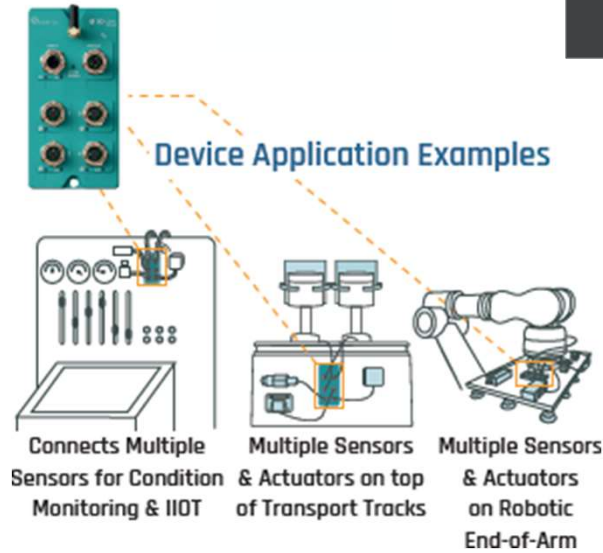 Device Application Examples
Connects Multiple
Sensors for Condition
Monitoring & IIOT
Multiple Sensors
& Actuators on top
of Transport Tracks
Multiple Sensors
& Actuators
on Robotic
End-of-Arm